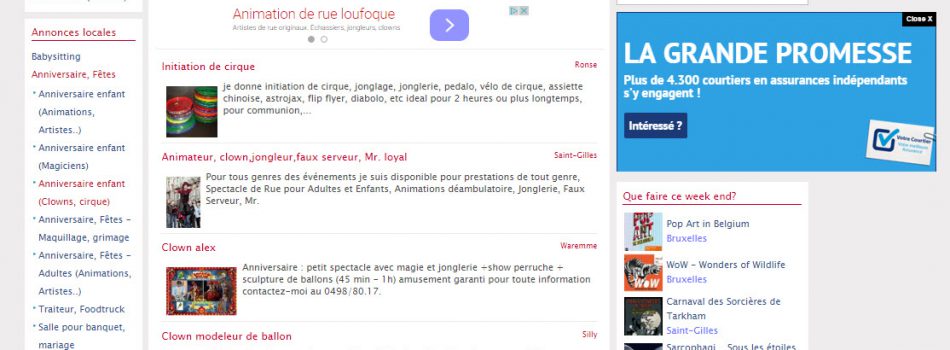 Annonces locales
Babysitting
Anniversaire, Fêtes
Anniversaire enfant
(Animations,
Artistes..)
Anniversaire enfant
(Magiciens)
Anniversaire enfant
(Clowns, cirque)
Anniversaire, Fêtes -
Maquillage, grimage
Anniversaire, Fêtes -
Adultes (Animations,
Artistes..)
Traiteur, Foodtruck
Salle pour banquet,
mariage
Animation de rue loufoque
Artistes de rue originaux. Echassiers, jongleurs, clowns
Initiation de cirque
Ronse
je donne initiation de cirque, jonglage, jonglerie, pedalo, vélo de cirque, assiette
chinoise, astrojax, flip flyer, diabolo, etc ideal pour 2 heures ou plus longtemps,
pour communion,...
Animateur, clown,jongleur,faux serveur, Mr. loyal
Saint-Gilles
Pour tous genres des événements je suis disponible pour prestations de tout genre,
Spectacle de Rue pour Adultes et Enfants, Animations déambulatoire, Jonglerie, Faux
Serveur, Mr.
Clown alex
Waremme
Anniversaire : petit spectacle avec magie et jonglerie +show perruche +
sculpture de ballons (45 min - 1h) amusement garanti pour toute information
contactez-moi au 0498/80.17.
Clown modeleur de ballon
Silly
Close X
LA GRANDE PROMESSE
Plus de 4.300 courtiers en assurances indépendants
s'y engagent !
Intéressé ?
Votre Courtier
Votre meilleure
Assurance
Que faire ce week end?
POP
ART
Pop Art in Belgium
Bruxelles
WOW
WoW - Wonders of Wildlife
Bruxelles
Carnaval des Sorcières de
Tarkham
Saint-Gilles
Sarcophagi... Sous les étoiles